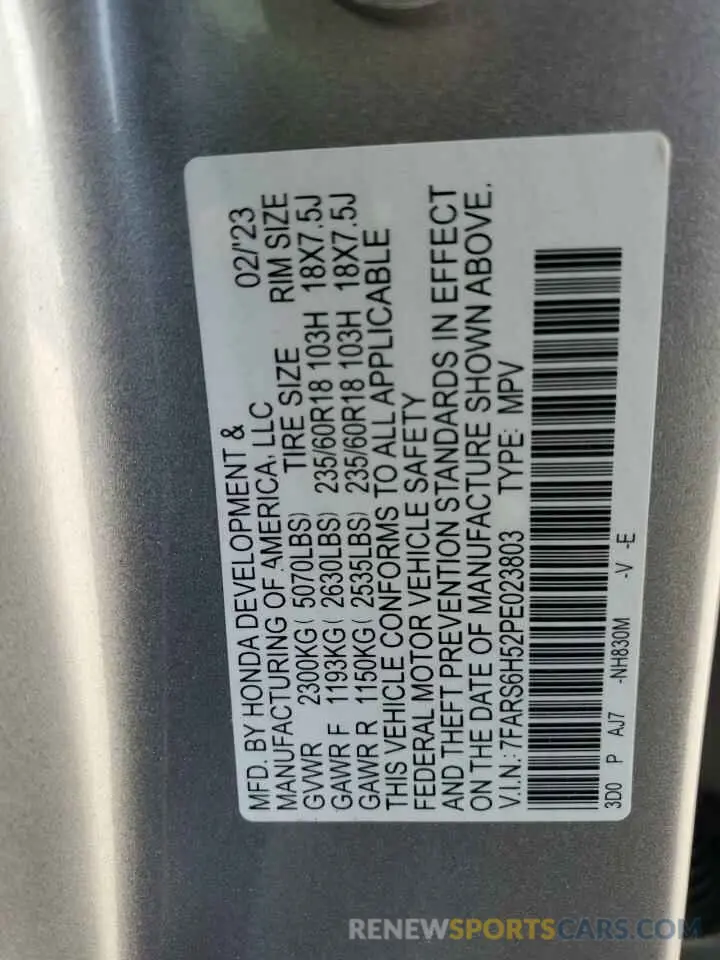 MFD. BY HONDA DEVELOPMENT & 02/'23
MANUFACTURING OF AMERICA, LLC
GVWR 2300KG( 5070LBS) TIRE SIZE RIM SIZE
GAWR F 1193KG( 2630LBS) 235/60R18 103H 18X7.5J
GAWR R 1150KG( 2535LBS) 235/60R18 103H 18X7.5J
THIS VEHICLE CONFORMS TO ALL APPLICABLE
FEDERAL MOTOR VEHICLE SAFETY
AND THEFT PREVENTION STANDARDS IN EFFECT
ON THE DATE OF MANUFACTURE SHOWN ABOVE.
V.I.N.: 7FARS6H52PE023803 TYPE: MPV
3D0 P AJ7 -NH830M -V -E
RENEWSPORTSCARS.COM